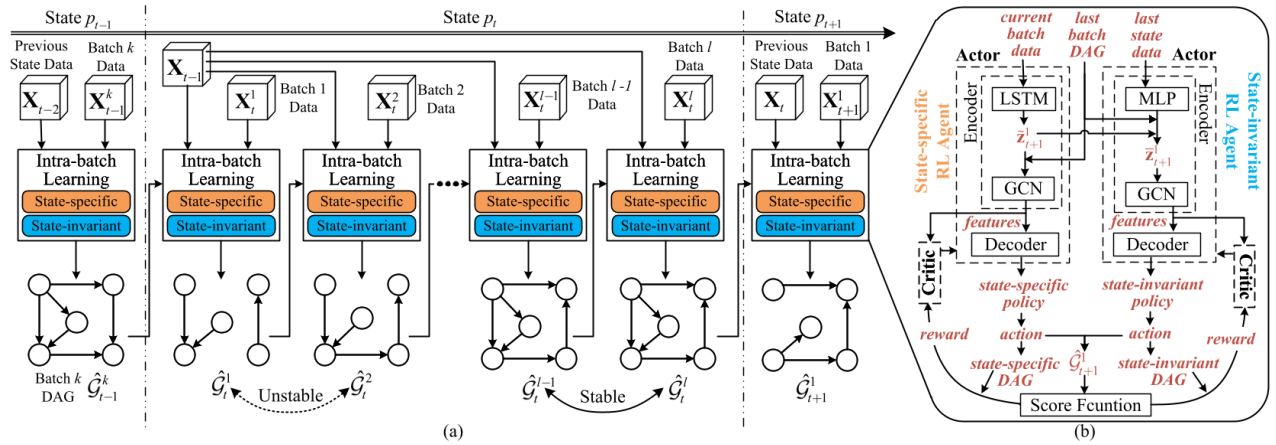 State p_{t-1}
State p_t
State p_{t+1}
Previous
State Data
Batch k
Data
X_{t-2}
X^k_{t-1}
X_{t-1}
X^1_t
Batch 1
Data
X^2_t
Batch 2
Data
X^{l-1}_t
Batch l-1
Data
Batch l
Data
X^l_t
Previous
State Data
Batch 1
Data
X_t
X^1_{t+1}
Intra-batch
Learning
State-specific
State-invariant
Intra-batch
Learning
State-specific
State-invariant
Intra-batch
Learning
State-specific
State-invariant
Intra-batch
Learning
State-specific
State-invariant
Intra-batch
Learning
State-specific
State-invariant
Intra-batch
Learning
State-specific
State-invariant
Batch k
DAG
Ĝ^k_{t-1}
Ĝ^1_t
Unstable
Ĝ^2_t
Ĝ^{l-1}_t
Stable
Ĝ^l_t
Ĝ^1_{t+1}
(a)
current
batch
data
last
batch
DAG
last
state
data
Actor
Actor
State-specific
RL Agent
Encoder
LSTM
z̃^1_{t+1}
GCN
features
Decoder
MLP
z̄^1_{t+1}
GCN
features
Decoder
Encoder
State-invariant
RL Agent
Critic
Critic
state-specific
policy
state-invariant
policy
reward
action
action
reward
state-specific
DAG
Ĝ^1_{t+1}
state-invariant
DAG
Score Fcuntion
(b)